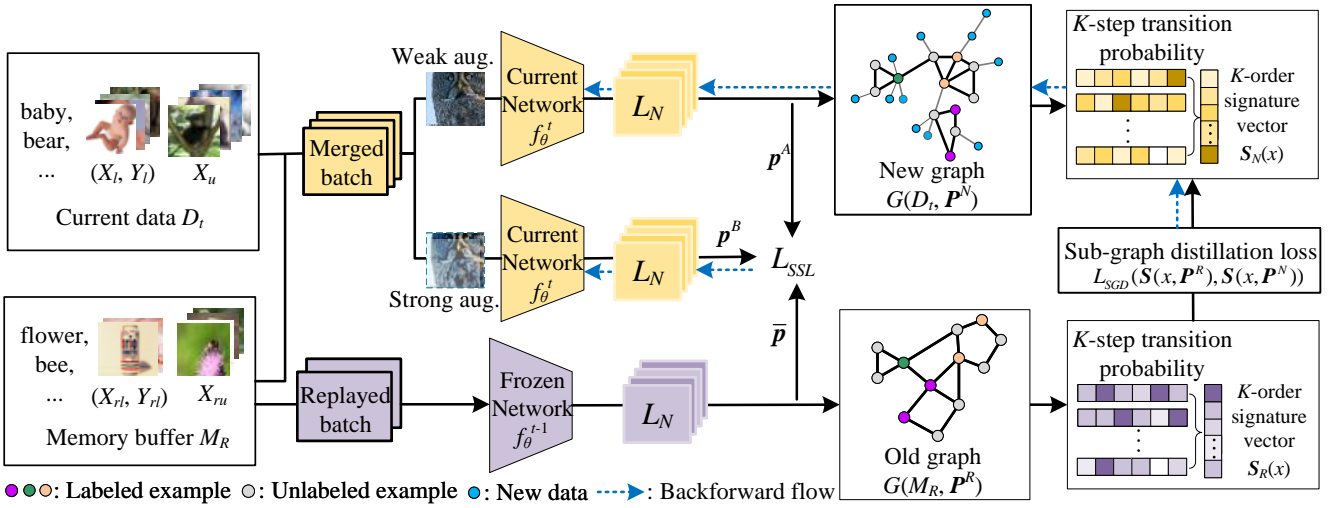 baby,
bear,
...
(X_l, Y_l)
X_u
Current data D_t
flower,
bee,
...
(X_rl, Y_rl)
X_ru
Memory buffer M_R
Merged
batch
Replayed
batch
Weak aug.
Strong aug.
Current
Network
f_θ^t
Current
Network
f_θ^t
Frozen
Network
f_θ^t-1
L_N
L_N
L_N
p^A
p^B
L_SSL
p̅
New graph
G(D_t, P^N)
Old graph
G(M_R, P^R)
K-step transition
probability
K-order
signature
vector
S_N(x)
Sub-graph distillation loss
L_SGD(S(x, P^R), S(x, P^N))
K-step transition
probability
K-order
signature
vector
S_R(x)
: Labeled example : Unlabeled example : New data : Backforward flow